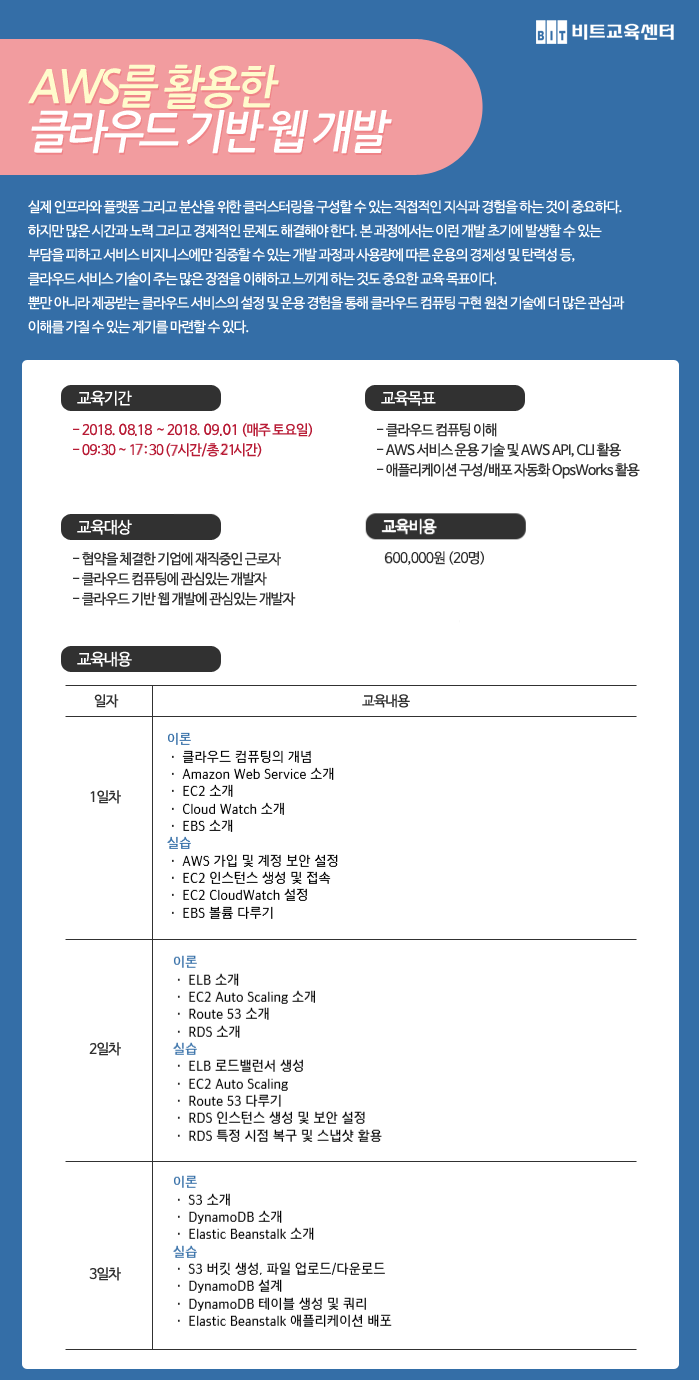 BIT 비트교육센터
AWS를 활용한
클라우드 기반 웹 개발
실제 인프라와 플랫폼 그리고 분산을 위한 클러스터링을 구성할 수 있는 직접적인 지식과 경험을 하는 것이 중요하다.
하지만 많은 시간과 노력 그리고 경제적인 문제도 해결해야 한다. 본 과정에서는 이런 개발 초기에 발생할 수 있는
부담을 피하고 서비스 비지니스에만 집중할 수 있는 개발 과정과 사용량에 따른 운용의 경제성 및 탄력성 등,
클라우드 서비스 기술이 주는 많은 장점을 이해하고 느끼게 하는 것도 중요한 교육 목표이다.
뿐만 아니라 제공받는 클라우드 서비스의 설정 및 운용 경험을 통해 클라우드 컴퓨팅 구현 원천 기술에 더 많은 관심과
이해를 가질 수 있는 계기를 마련할 수 있다.
교육기간
- 2018. 08.18 ~ 2018. 09.01 (매주 토요일)
- 09:30 ~ 17:30 (7시간/총 21시간)
교육목표
- 클라우드 컴퓨팅 이해
- AWS 서비스 운용 기술 및 AWS API, CLI 활용
- 애플리케이션 구성/배포 자동화 OpsWorks 활용
교육대상
- 협약을 체결한 기업에 재직중인 근로자
- 클라우드 컴퓨팅에 관심있는 개발자
- 클라우드 기반 웹 개발에 관심있는 개발자
교육비용
600,000원 (20명)
교육내용
일자 교육내용
1일차
이론
· 클라우드 컴퓨팅의 개념
· Amazon Web Service 소개
· EC2 소개
· Cloud Watch 소개
· EBS 소개
실습
· AWS 가입 및 계정 보안 설정
· EC2 인스턴스 생성 및 접속
· EC2 CloudWatch 설정
· EBS 볼륨 다루기
2일차
이론
· ELB 소개
· EC2 Auto Scaling 소개
· Route 53 소개
· RDS 소개
실습
· ELB 로드밸런서 생성
· EC2 Auto Scaling
· Route 53 다루기
· RDS 인스턴스 생성 및 보안 설정
· RDS 특정 시점 복구 및 스냅샷 활용
3일차
이론
· S3 소개
· DynamoDB 소개
· Elastic Beanstalk 소개
실습
· S3 버킷 생성, 파일 업로드/다운로드
· DynamoDB 설계
· DynamoDB 테이블 생성 및 쿼리
· Elastic Beanstalk 애플리케이션 배포